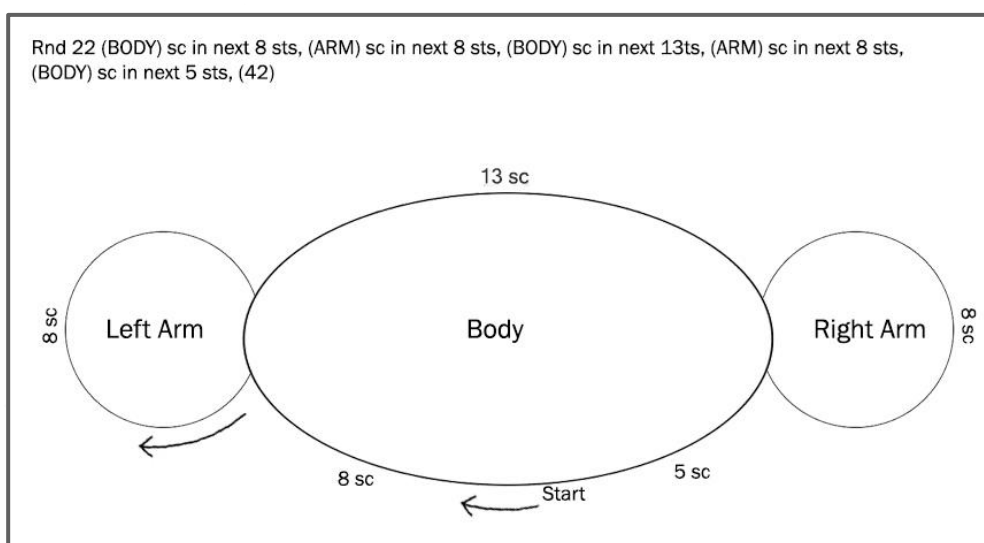 Rnd 22 (BODY) sc in next 8 sts, (ARM) sc in next 8 sts, (BODY) sc in next 13ts, (ARM) sc in next 8 sts,
(BODY) sc in next 5 sts, (42)
13 sc
8 sc
Left Arm
Body
Right Arm
8 sc
8 sc
Start
5 sc